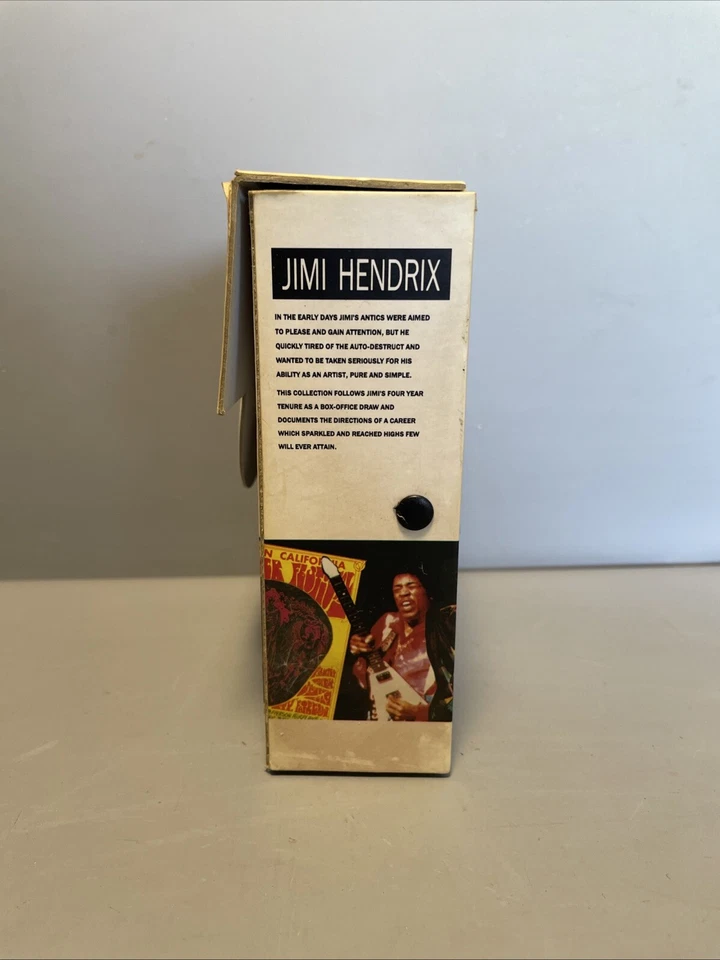 JIMI HENDRIX
IN THE EARLY DAYS JIMI'S ANTICS WERE AIMED
TO PLEASE AND GAIN ATTENTION, BUT HE
QUICKLY TIRED OF THE AUTO-DESTRUCT AND
WANTED TO BE TAKEN SERIOUSLY FOR HIS
ABILITY AS AN ARTIST, PURE AND SIMPLE.
THIS COLLECTION FOLLOWS JIMI'S FOUR YEAR
TENURE AS A BOX-OFFICE DRAW AND
DOCUMENTS THE DIRECTIONS OF A CAREER
WHICH SPARKLED AND REACHED HIGHS FEW
WILL EVER ATTAIN.
N CALIFORNIA